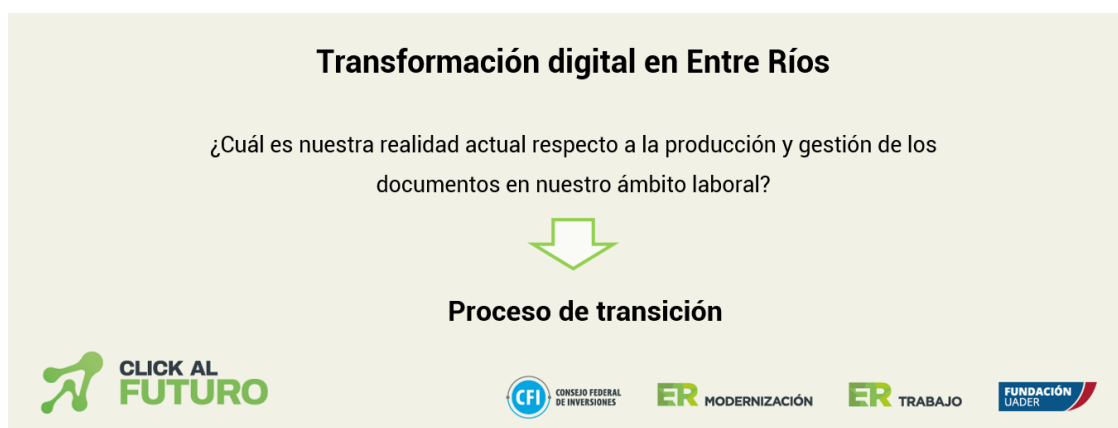 Transformación digital en Entre Ríos
¿Cuál es nuestra realidad actual respecto a la producción y gestión de los
documentos en nuestro ámbito laboral?
Proceso de transición
CLICK AL
FUTURO
CFI
CONSEJO FEDERAL
DE INVERSIONES
ER MODERNIZACIÓN
ER TRABAJO
FUNDACIÓN
UADER